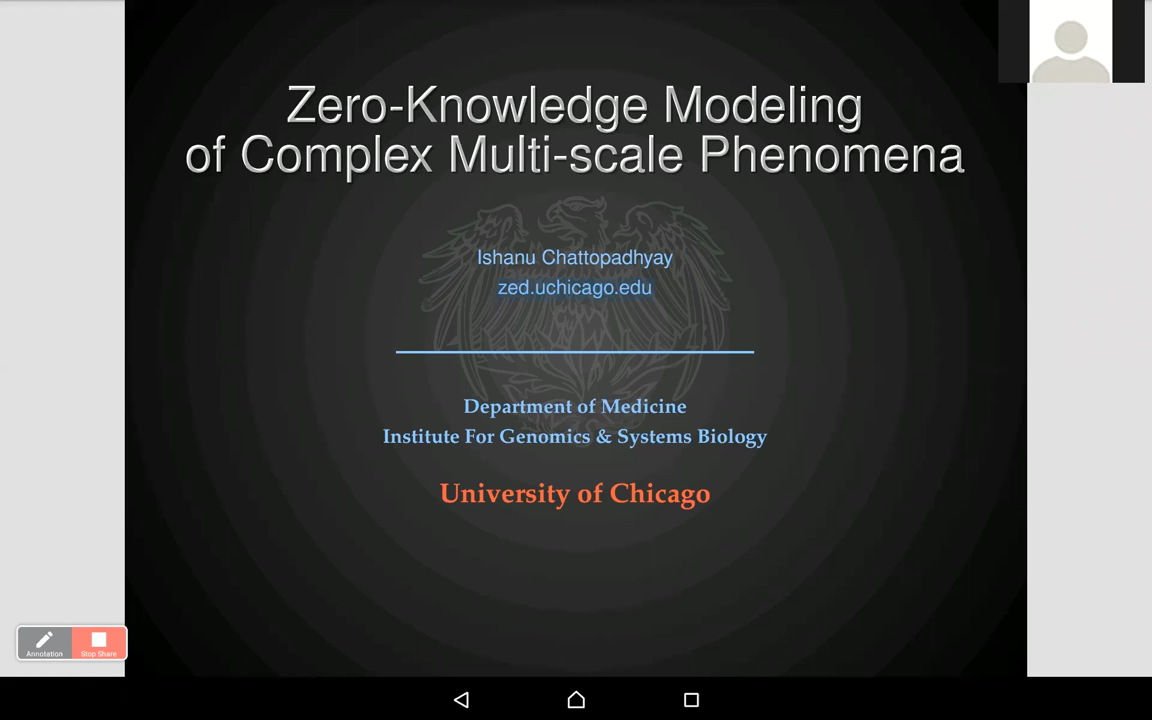 Zero-Knowledge Modeling
of Complex Multi-scale Phenomena
Ishanu Chattopadhyay
zed.uchicago.edu
Department of Medicine
Institute For Genomics & Systems Biology
University of Chicago
Annotation
Stop Share